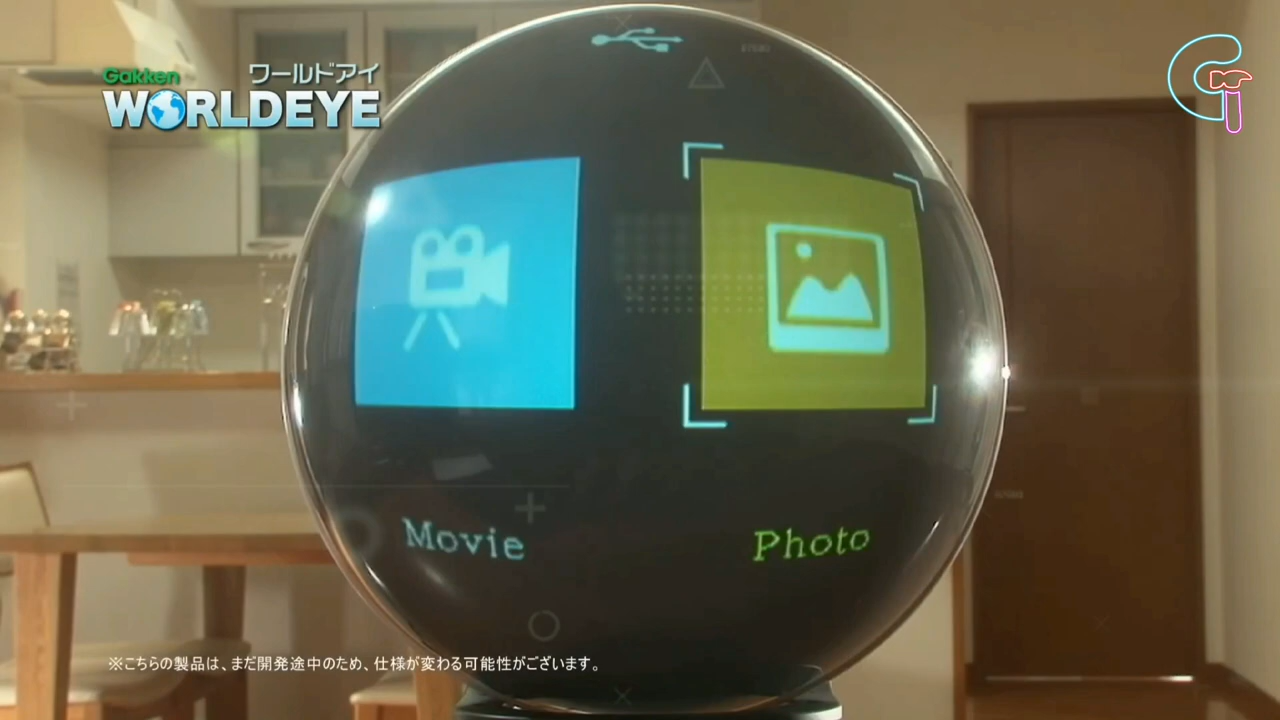 Gakken
ワールドアイ
WORLDEYE
Movie
Photo
※こちらの製品は、まだ開発途中のため、仕様が変わる可能性がございます。